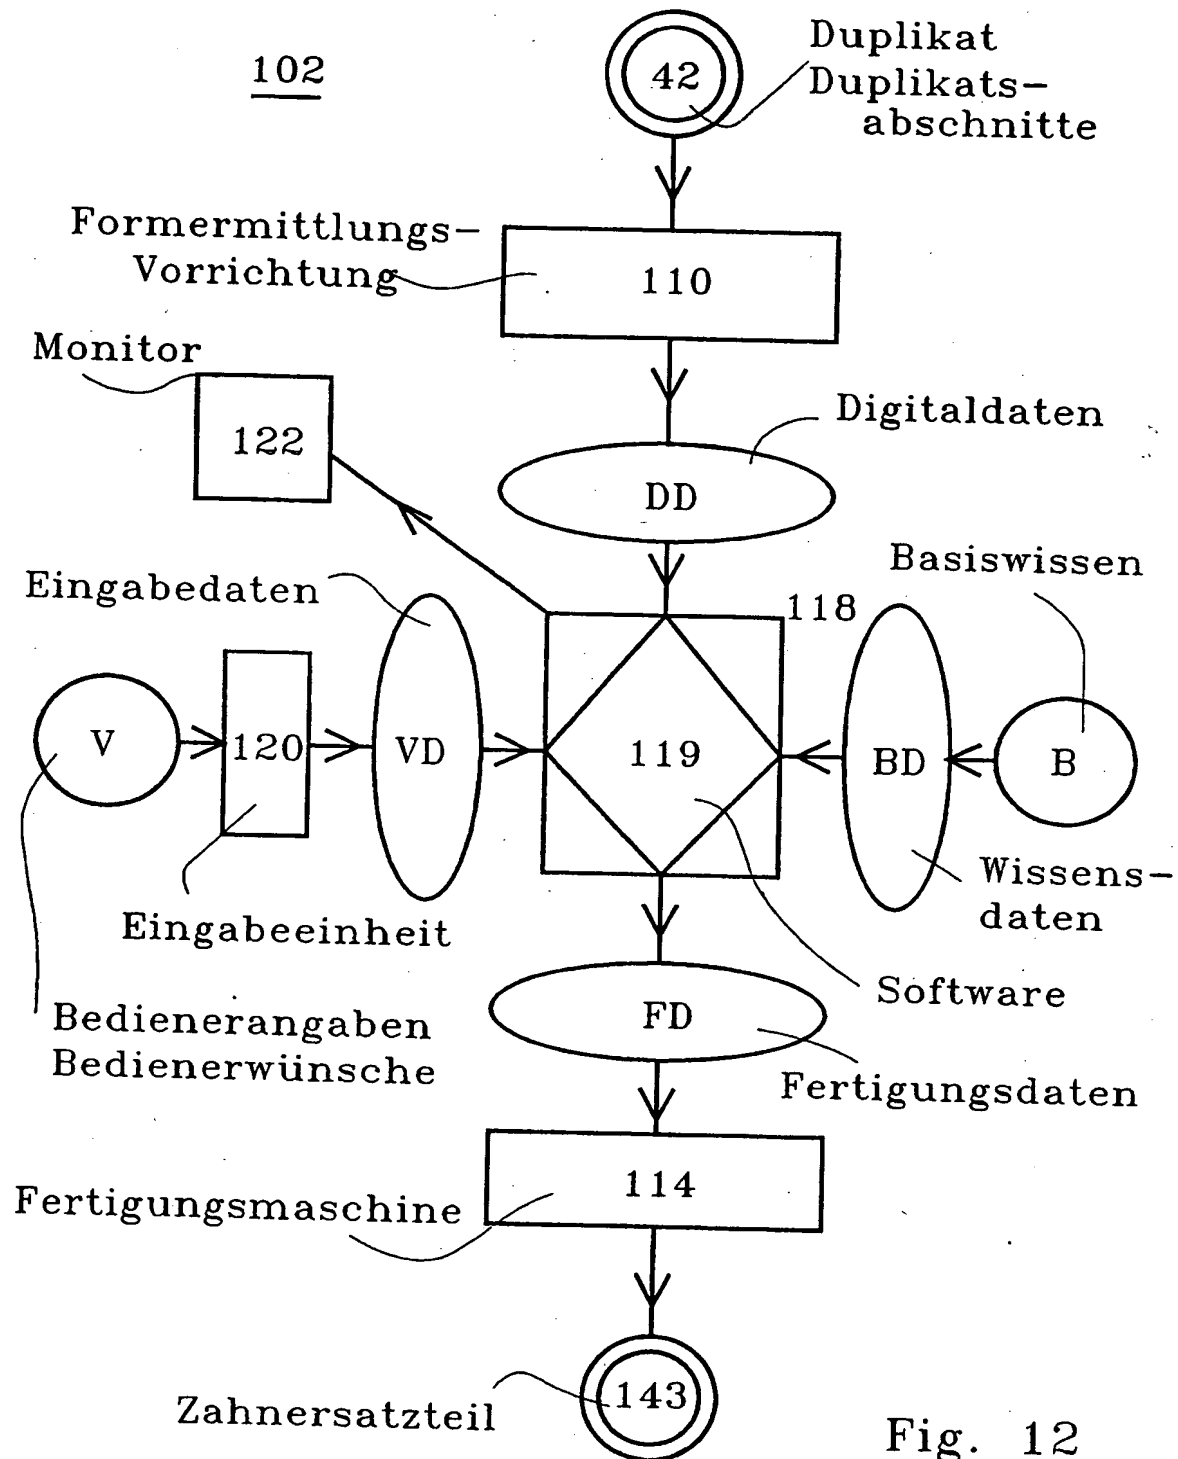 102
42
Duplikat
Duplikats-
abschnitte
Formermittlungs-
Vorrichtung
110
Monitor
122
Digitaldaten
DD
Basiswissen
Eingabedaten
118
V
120
VD
119
BD
B
Wissens-
daten
Eingabeeinheit
Software
Bedienerangaben
Bedienerwünsche
FD
Fertigungsdaten
114
Fertigungsmaschine
143
Zahnersatzteil
Fig. 12